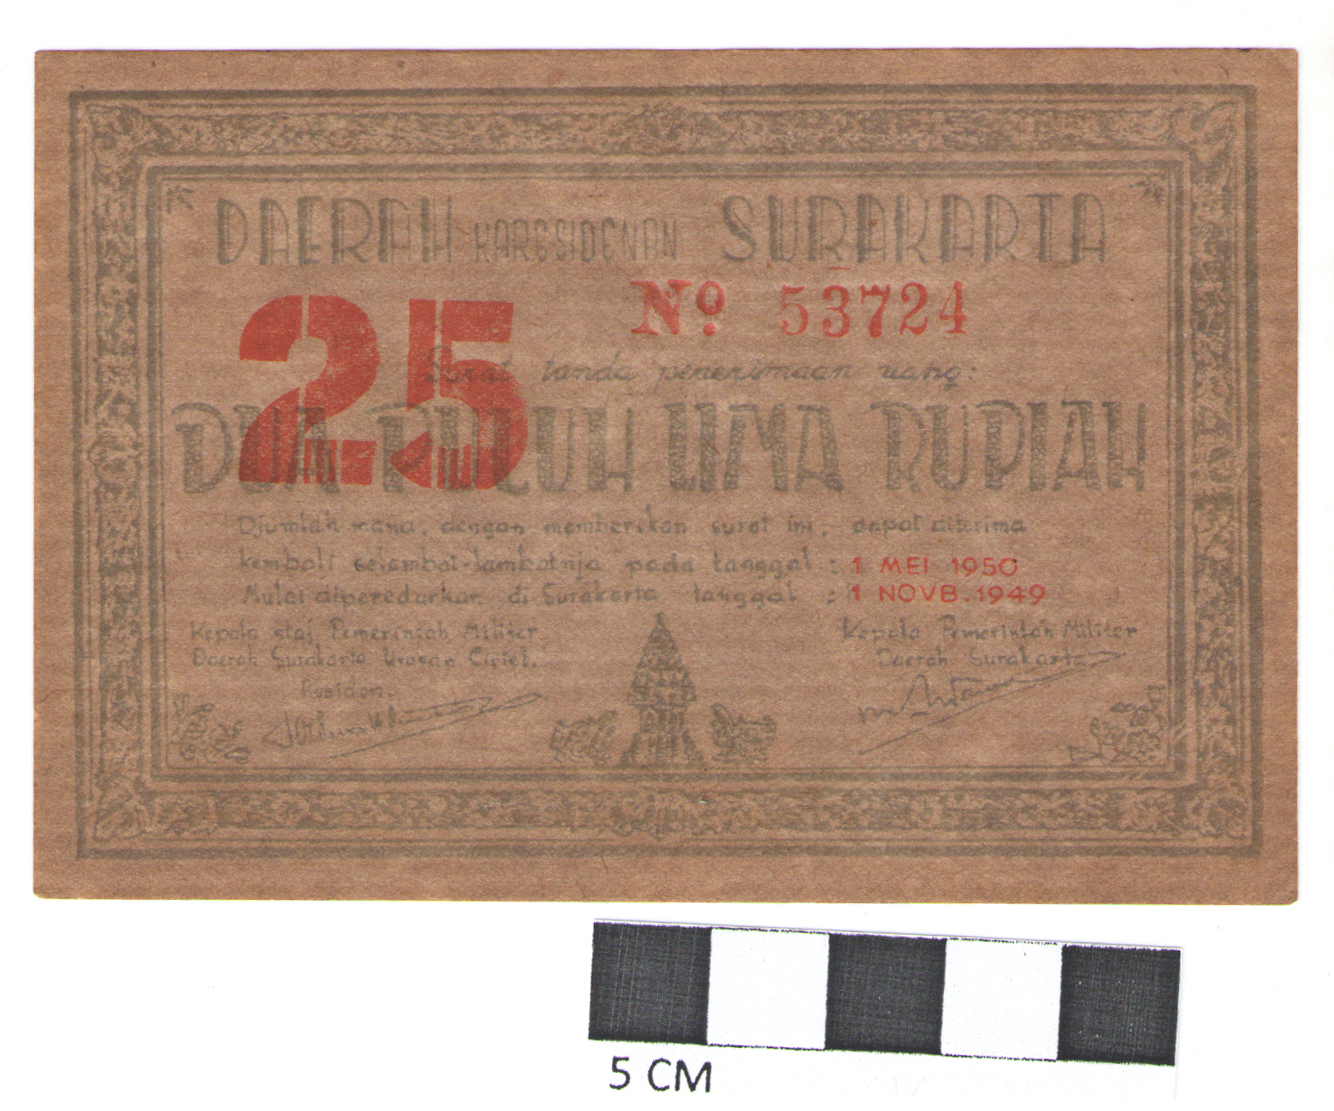 DAERAH KARESIDENAN SURAKARTA
25
No 53724
Surat tanda penerimaan uang:
DUA PULUH LIMA RUPIAH
Djumlah mana, dengan memberikan surat ini, dapat diterima
kembali selambat-lambatnja pada tanggal : 1 MEI 1950
Mulai diperedarkan di Surakarta tanggal : 1 NOVB. 1949
Kepala staf Pemerintah Militer
Daerah Surakarta Urusan Cipiel.
Residen.
Kepala Pemerintah Militer
Daerah Surakarta
5 CM